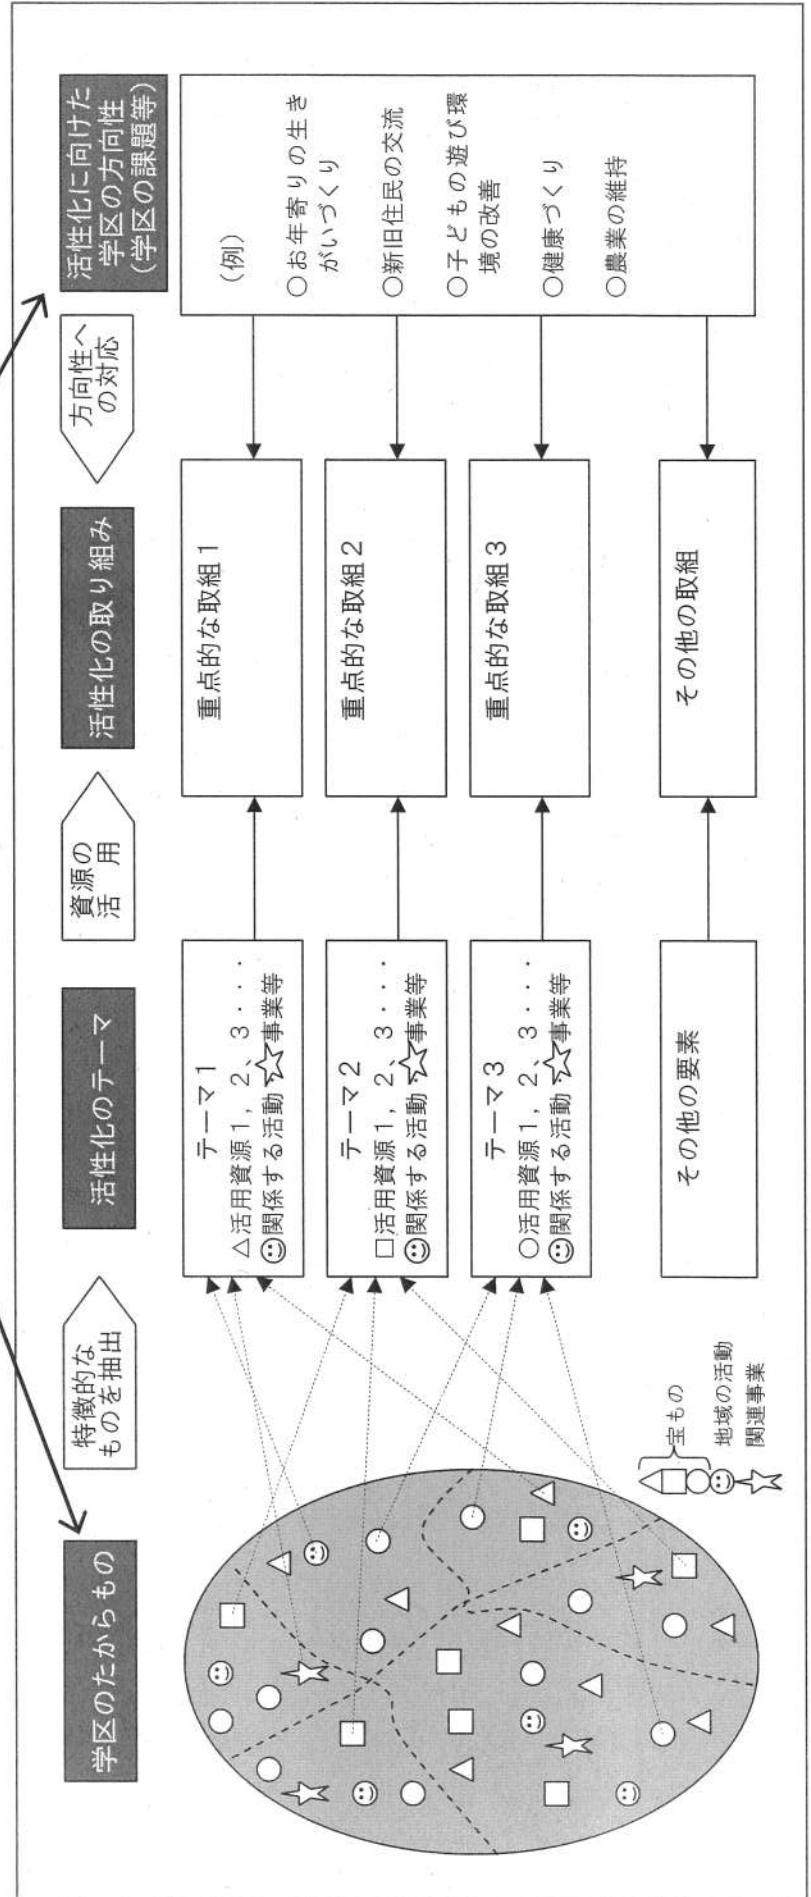 学区のたからもの
特徴的な
ものを抽出
活性化のテーマ
資源の
活　用
活性化の取り組み
方向性へ
の対応
活性化に向けた
学区の方向性
(学区の課題等)
テーマ1
△活用資源1，2、3・・・
関係する活動・☆事業等
テーマ2
□活用資源1，2、3・・・
関係する活動・☆事業等
テーマ3
○活用資源1，2、3・・・
関係する活動・☆事業等
その他の要素
重点的な取組1
重点的な取組2
重点的な取組3
その他の取組
(例)
○お年寄りの生き
がいづくり
○新旧住民の交流
○子どもの遊び環
境の改善
○健康づくり
○農業の維持
宝もの
地域の活動
関連事業